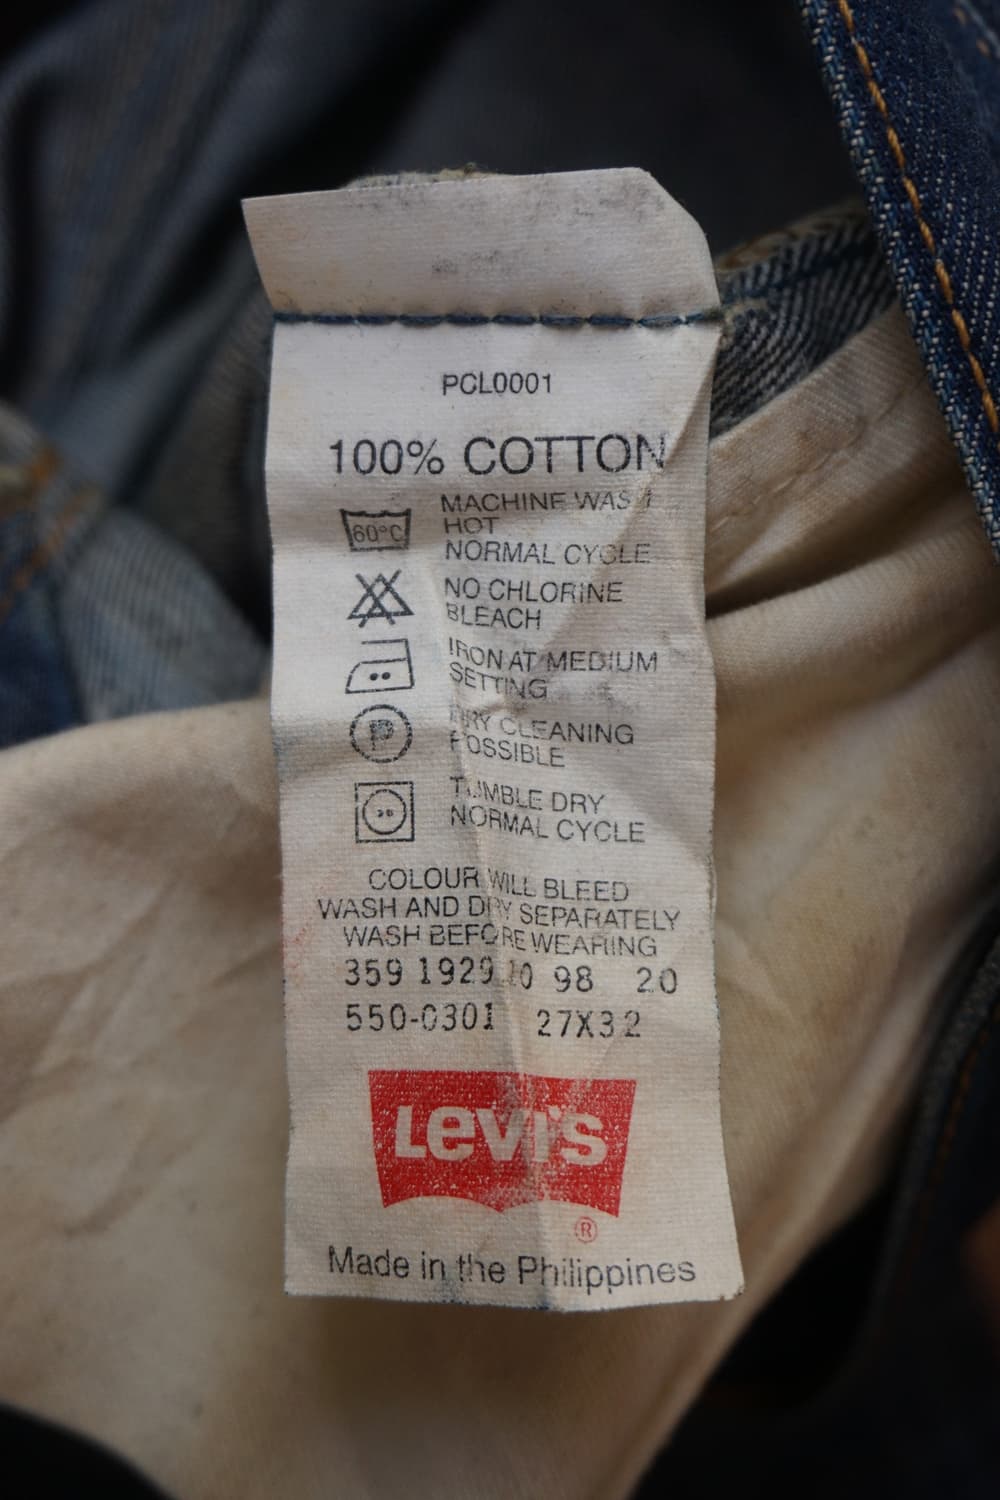 PCL0001
100% COTTON
60°C
MACHINE WASH
HOT
NORMAL CYCLE
NO CHLORINE
BLEACH
IRON AT MEDIUM
SETTING
P
DRY CLEANING
POSSIBLE
TUMBLE DRY
NORMAL CYCLE
COLOUR WILL BLEED
WASH AND DRY SEPARATELY
WASH BEFORE WEARING
359 1929 10 98 20
550-0301 27X32
Levi's
®
Made in the Philippines